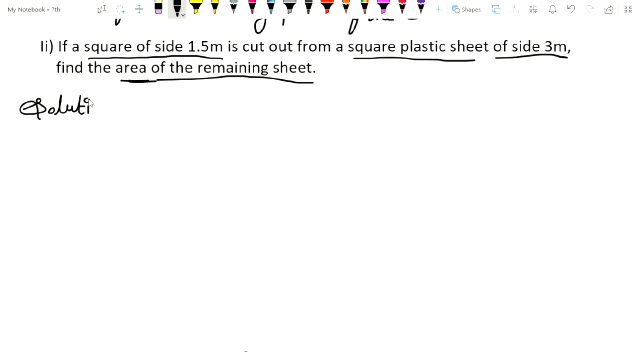 My Notebook • 7th
Shapes
Ii) If a square of side 1.5m is cut out from a square plastic sheet of side 3m,
find the area of the remaining sheet.
Soluti